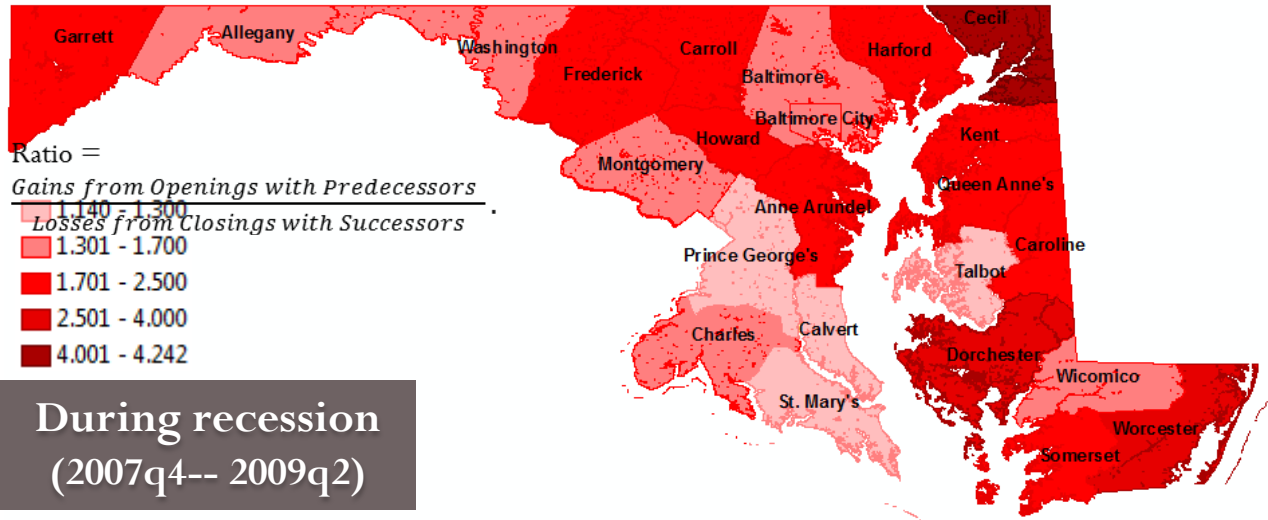 Cecil
Garrett
Allegany
Washington
Carroll
Harford
Frederick
Baltimore
Baltimore City
Howard
Kent
Ratio =
Montgomery
Gains from Openings with Predecessors
Losses from Closings with Successors
.
Queen Anne's
Anne Arundel
1.140 - 1.300
1.301 - 1.700
1.701 - 2.500
2.501 - 4.000
4.001 - 4.242
Caroline
Prince George's
Talbot
Charles
Calvert
Dorchester
Wicomico
St. Mary's
Worcester
Somerset
During recession
(2007q4-- 2009q2)